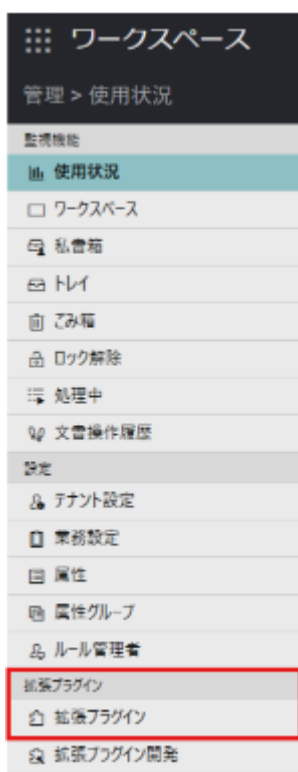 ワークスペース
管理 > 使用状況
監視機能
使用状況
ワークスペース
私書箱
トレイ
ごみ箱
ロック解除
処理中
文書操作履歴
設定
テナント設定
業務設定
属性
属性グループ
ルール管理者
拡張プラグイン
拡張プラグイン
拡張プラグイン開発